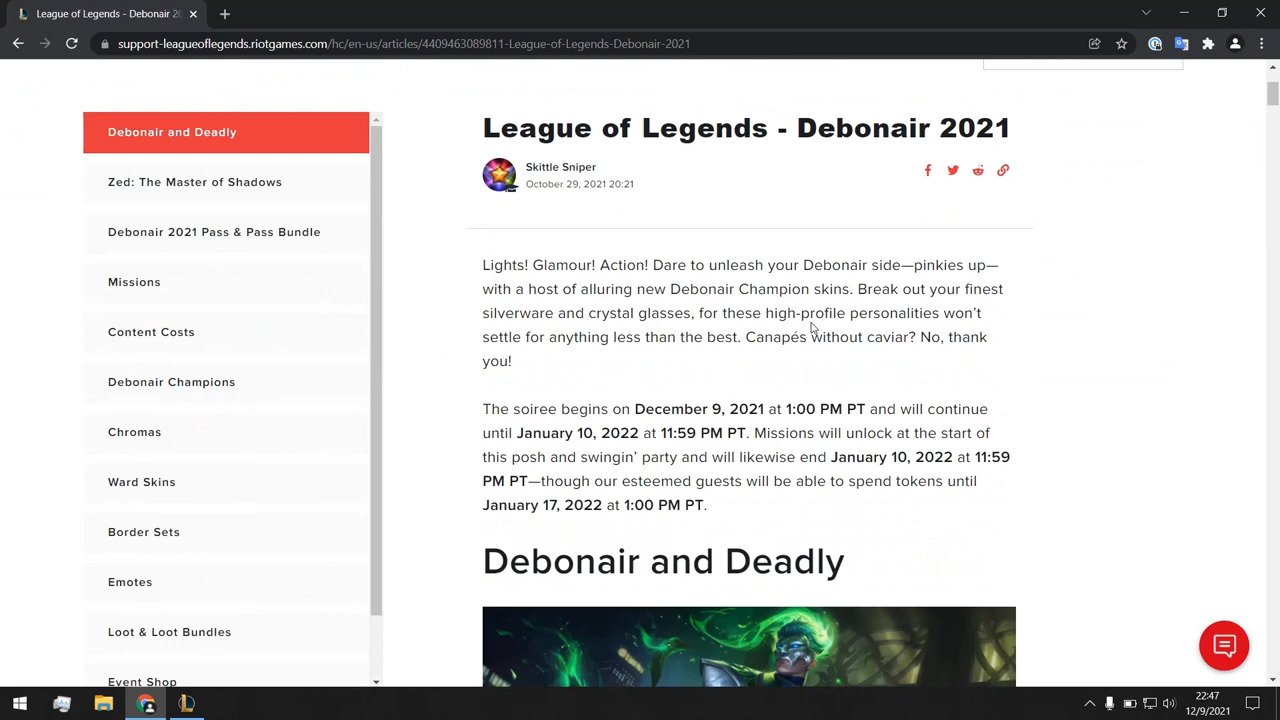 League of Legends - Debonair 20
support-leagueoflegends.riotgames.com/hc/en-us/articles/4409463089811-League-of-Legends-Debonair-2021
Debonair and Deadly
Zed: The Master of Shadows
Debonair 2021 Pass & Pass Bundle
Missions
Content Costs
Debonair Champions
Chromas
Ward Skins
Border Sets
Emotes
Loot & Loot Bundles
Event Shop
League of Legends - Debonair 2021
Skittle Sniper
October 29, 2021 20:21
Lights! Glamour! Action! Dare to unleash your Debonair side—pinkies up—
with a host of alluring new Debonair Champion skins. Break out your finest
silverware and crystal glasses, for these high-profile personalities won't
settle for anything less than the best. Canapés without caviar? No, thank
you!
The soiree begins on December 9, 2021 at 1:00 PM PT and will continue
until January 10, 2022 at 11:59 PM PT. Missions will unlock at the start of
this posh and swingin' party and will likewise end January 10, 2022 at 11:59
PM PT—though our esteemed guests will be able to spend tokens until
January 17, 2022 at 1:00 PM PT.
Debonair and Deadly
22:47
12/9/2021